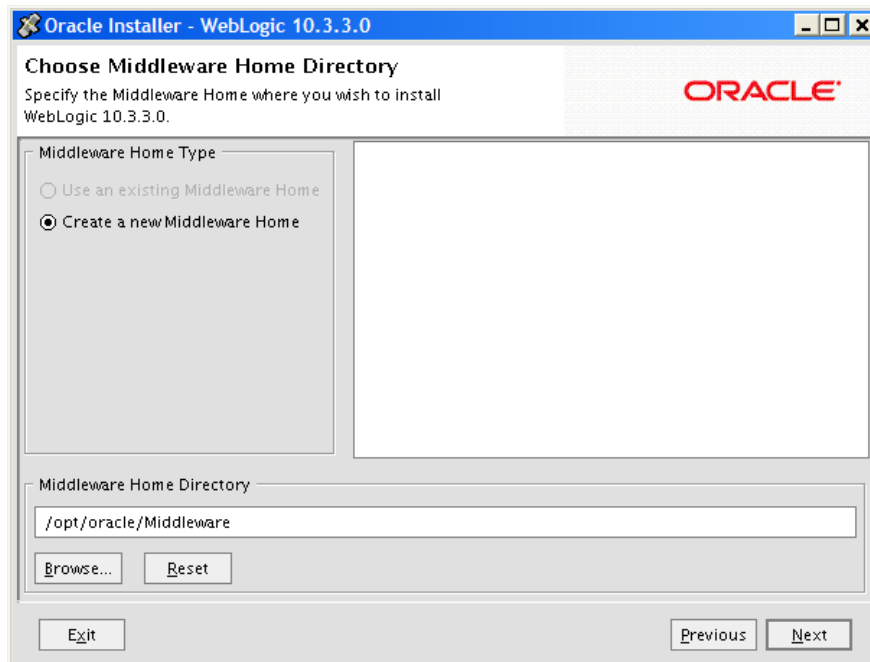 Oracle Installer - WebLogic 10.3.3.0
Choose Middleware Home Directory
Specify the Middleware Home where you wish to install
WebLogic 10.3.3.0.
ORACLE
Middleware Home Type
Use an existing Middleware Home
Create a new Middleware Home
Middleware Home Directory
/opt/oracle/Middleware
Browse...
Reset
Exit
Previous
Next